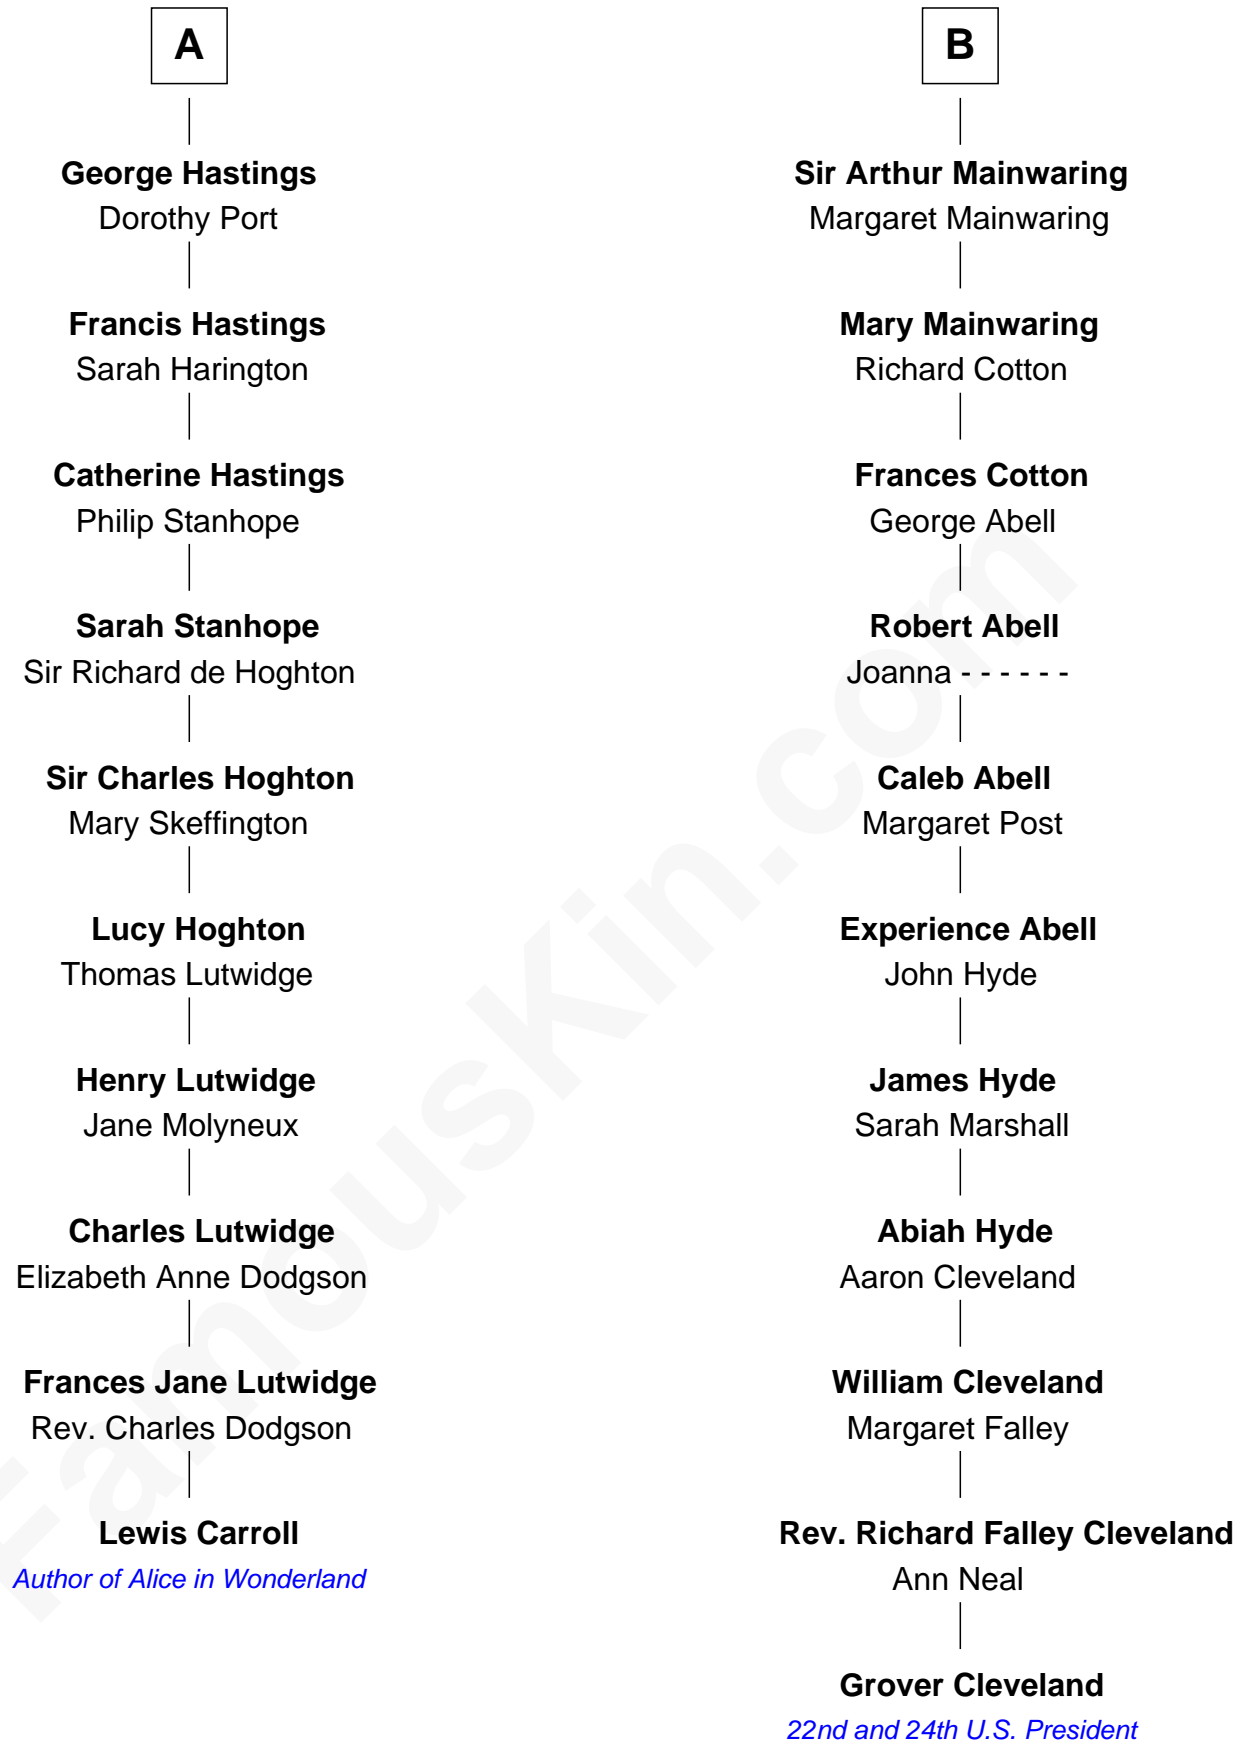 A
George Hastings
Dorothy Port
Francis Hastings
Sarah Harington
Catherine Hastings
Philip Stanhope
Sarah Stanhope
Sir Richard de Hoghton
Sir Charles Hoghton
Mary Skeffington
Lucy Hoghton
Thomas Lutwidge
Henry Lutwidge
Jane Molyneux
Charles Lutwidge
Elizabeth Anne Dodgson
Frances Jane Lutwidge
Rev. Charles Dodgson
Lewis Carroll
Author of Alice in Wonderland
B
Sir Arthur Mainwaring
Margaret Mainwaring
Mary Mainwaring
Richard Cotton
Frances Cotton
George Abell
Robert Abell
Joanna - - - - - -
Caleb Abell
Margaret Post
Experience Abell
John Hyde
James Hyde
Sarah Marshall
Abiah Hyde
Aaron Cleveland
William Cleveland
Margaret Falley
Rev. Richard Falley Cleveland
Ann Neal
Grover Cleveland
22nd and 24th U.S. President
FamousKin.com